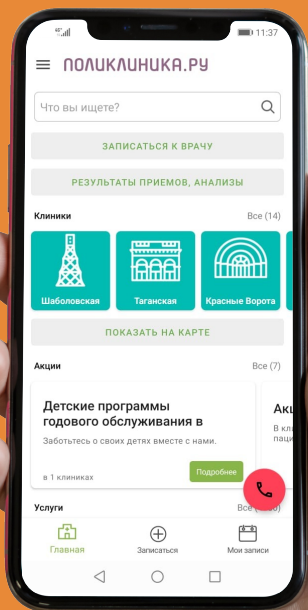 11:37
ПОЛИКЛИНИКА.РУ
Что вы ищете?
ЗАПИСАТЬСЯ К ВРАЧУ
РЕЗУЛЬТАТЫ ПРИЕМОВ, АНАЛИЗЫ
Клиники Все (14)
Шаболовская Таганская Красные Ворота
ПОКАЗАТЬ НА КАРТЕ
Акции Все (7)
Детские программы
годового обслуживания в
Заботьтесь о своих детях вместе с нами.
Подробнее
в 1 клиниках
Услуги Все
Главная Записаться Мои записи